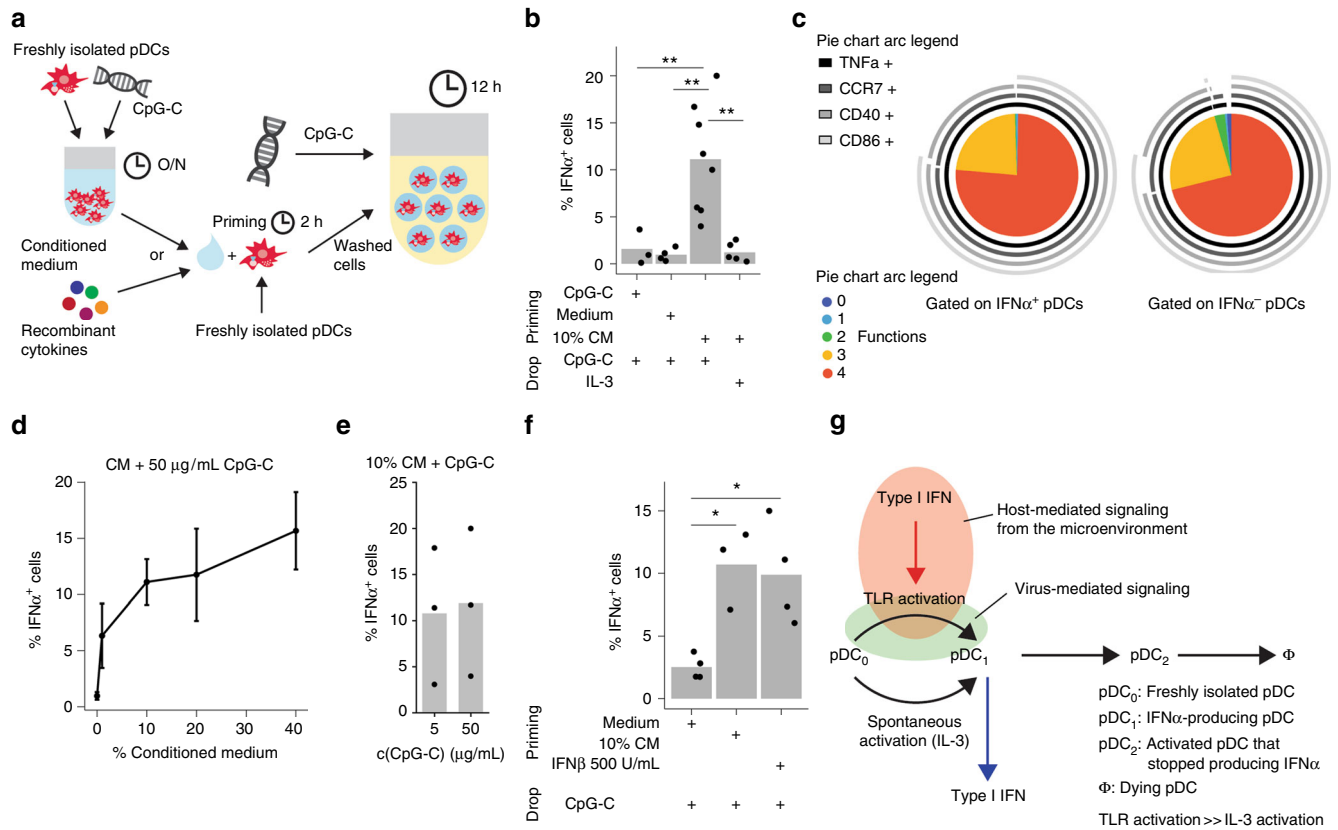 a
Freshly isolated pDCs
CpG-C
O/N
Conditioned
medium
or
Recombinant
cytokines
+
Priming
2 h
Freshly isolated pDCs
CpG-C
Washed
cells
12 h
b
% IFNα⁺ cells
20
15
10
5
0
**
**
**
Priming
CpG-C +
Medium +
10% CM + +
Drop
CpG-C + + +
IL-3 +
c
Pie chart arc legend
TNFa +
CCR7 +
CD40 +
CD86 +
Pie chart arc legend
0
1
2 Functions
3
4
Gated on IFNα⁺ pDCs
Gated on IFNα⁻ pDCs
d
CM + 50 μg/mL CpG-C
% IFNα⁺ cells
20
15
10
5
0
0 10 20 30 40
% Conditioned medium
e
10% CM + CpG-C
% IFNα⁺ cells
25
20
15
10
5
0
5 50
c(CpG-C) (μg/mL)
f
% IFNα⁺ cells
15
10
5
0
*
*
Priming
Medium +
10% CM +
IFNβ 500 U/mL +
Drop
CpG-C + + +
g
Type I IFN
Host-mediated signaling
from the microenvironment
TLR activation
Virus-mediated signaling
pDC₀ pDC₁ pDC₂ Φ
Spontaneous
activation (IL-3)
Type I IFN
pDC₀: Freshly isolated pDC
pDC₁: IFNα-producing pDC
pDC₂: Activated pDC that
stopped producing IFNα
Φ: Dying pDC
TLR activation >> IL-3 activation